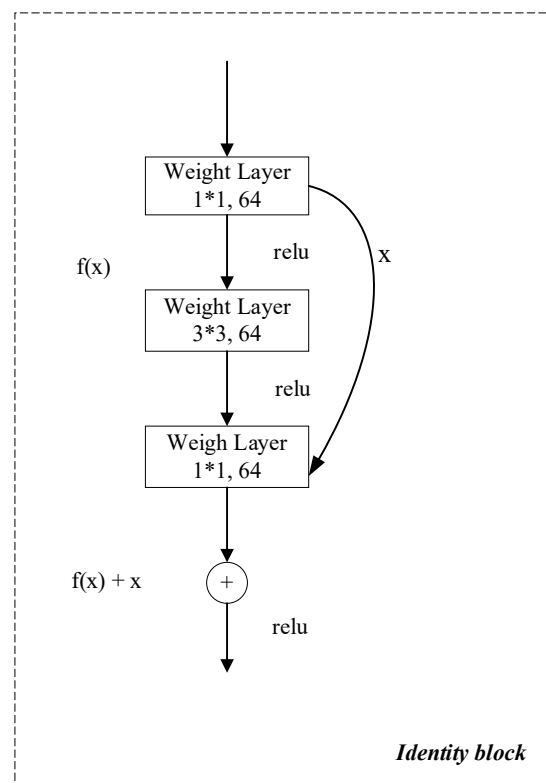 Weight Layer
1*1, 64
relu
x
f(x)
Weight Layer
3*3, 64
relu
Weigh Layer
1*1, 64
f(x) + x
+
relu
Identity block